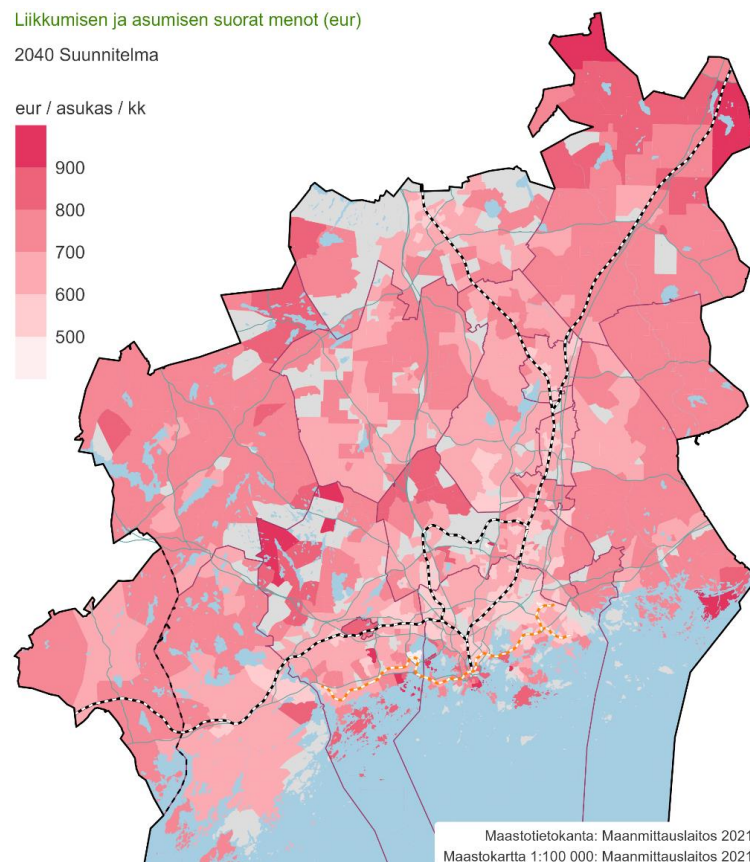 Liikkumisen ja asumisen suorat menot (eur)
2040 Suunnitelma
eur / asukas / kk
900
800
700
600
500
Maastotietokanta: Maanmittauslaitos 2021
Maastokartta 1:100 000: Maanmittauslaitos 2021